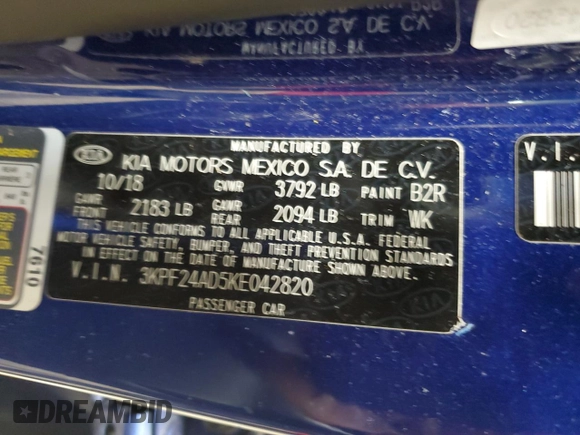 MANUFACTURED BY
KIA KIA MOTORS MEXICO S.A. DE C.V.
10/18 GVWR 3792 LB PAINT B2R
GAWR FRONT 2183 LB GAWR REAR 2094 LB TRIM WK
THIS VEHICLE CONFORMS TO ALL APPLICABLE U.S.A. FEDERAL
MOTOR VEHICLE SAFETY, BUMPER, AND THEFT PREVENTION STANDARDS
IN EFFECT ON THE DATE OF MANUFACTURE SHOWN ABOVE.
V.I.N. 3KPF24AD5KE042820
PASSENGER CAR
7610
V.I.
DREAMBID